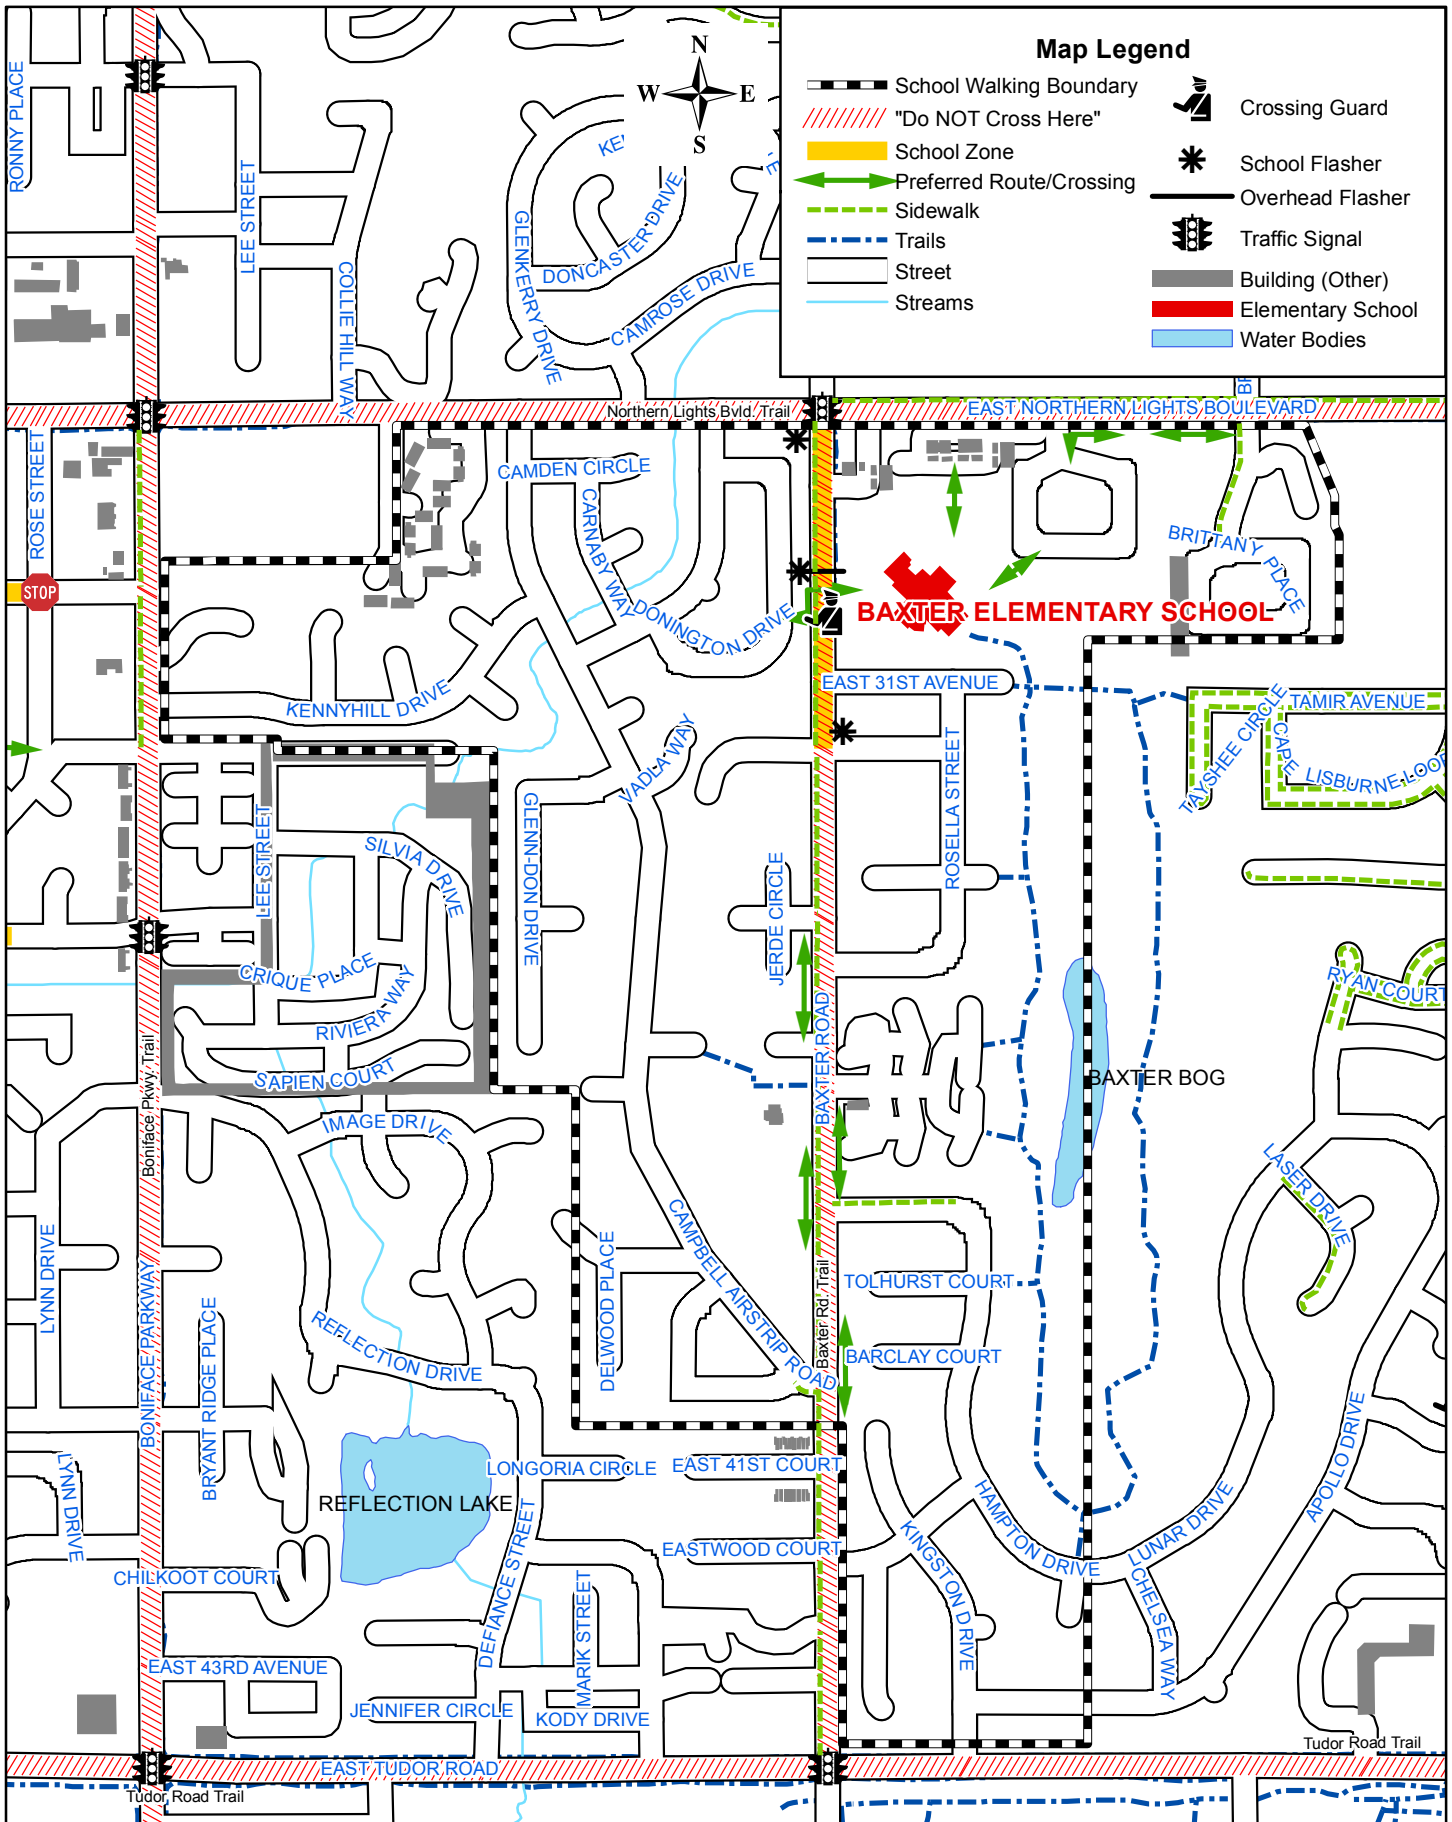 Map Legend
School Walking Boundary
"Do NOT Cross Here"
School Zone
Preferred Route/Crossing
Sidewalk
Trails
Street
Streams
Crossing Guard
School Flasher
Overhead Flasher
Traffic Signal
Building (Other)
Elementary School
Water Bodies
N
W
E
S
RONNY PLACE
LEE STREET
COLLIE HILL WAY
GLENKERRY DRIVE
DONCASTER DRIVE
CAMROSE DRIVE
Northern Lights Bvld. Trail
EAST NORTHERN LIGHTS BOULEVARD
ROSE STREET
STOP
CAMDEN CIRCLE
CARNABY WAY
DONINGTON DRIVE
BRITTANY PLACE
BAXTER ELEMENTARY SCHOOL
EAST 31ST AVENUE
KENNYHILL DRIVE
VADLA WAY
ROSELLA STREET
TAMIR AVENUE
TAYSHEE CIRCLE
CAPE
LISBURNE LOOP
LEE STREET
SILVIA DRIVE
GLENN-DON DRIVE
JERDE CIRCLE
CRIQUE PLACE
RIVIERA WAY
SAPIEN COURT
IMAGE DRIVE
RYAN COURT
BAXTER ROAD
BAXTER BOG
Boniface Pkwy. Trail
LASER DRIVE
LYNN DRIVE
BONIFACE PARKWAY
BRYANT RIDGE PLACE
REFLECTION DRIVE
DELWOOD PLACE
CAMPBELL AIRSTRIP ROAD
Baxter Rd. Trail
TOLHURST COURT
BARCLAY COURT
LYNN DRIVE
REFLECTION LAKE
LONGORIA CIRCLE
EAST 41ST COURT
EASTWOOD COURT
KINGSTON DRIVE
HAMPTON DRIVE
LUNAR DRIVE
APOLLO DRIVE
CHELSEA WAY
CHILKOOT COURT
DEFIANCE STREET
MARIK STREET
EAST 43RD AVENUE
JENNIFER CIRCLE
KODY DRIVE
EAST TUDOR ROAD
Tudor Road Trail
Tudor Road Trail